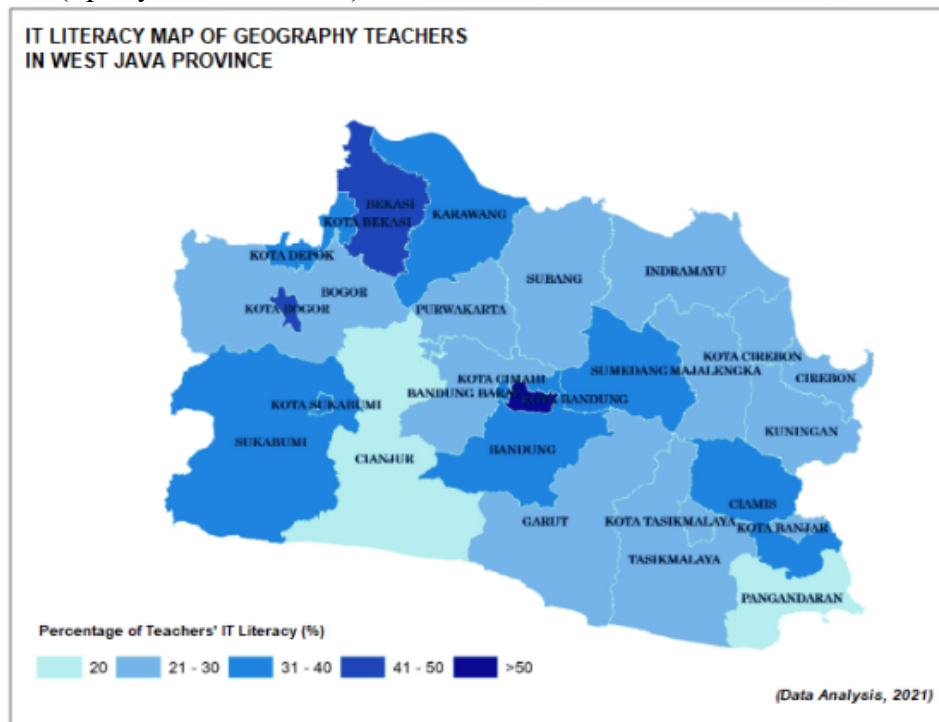 IT LITERACY MAP OF GEOGRAPHY TEACHERS
IN WEST JAVA PROVINCE
BEKASI
KOTA BEKASI
KARAWANG
KOTA DEPOK
SUBANG
INDRAMAYU
BOGOR
KOTA BOGOR
PURWAKARTA
KOTA CIREBON
SUMEDANG
MAJALENGKA
CIREBON
KOTA CIMAHI
BANDUNG BARAT
KOTA BANDUNG
KOTA SUKABUMI
SUKABUMI
KUNINGAN
CIANJUR
BANDUNG
CIAMIS
GARUT
KOTA TASIKMALAYA
KOTA BANJAR
TASIKMALAYA
PANGANDARAN
Percentage of Teachers' IT Literacy (%)
20 21 - 30 31 - 40 41 - 50 >50
(Data Analysis, 2021)